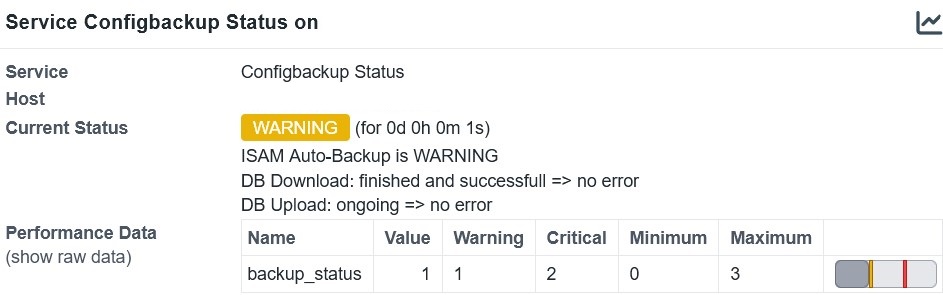 Service Configbackup Status on
Service Configbackup Status
Host
Current Status WARNING (for 0d 0h 0m 1s)
ISAM Auto-Backup is WARNING
DB Download: finished and successfull => no error
DB Upload: ongoing => no error
Performance Data
(show raw data)
Name Value Warning Critical Minimum Maximum
backup_status 1 1 2 0 3